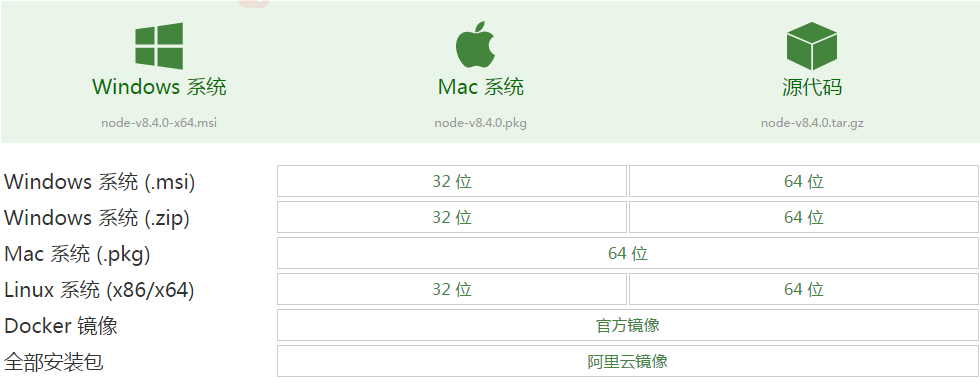 Windows 系统 Mac 系统 源代码
node-v8.4.0-x64.msi node-v8.4.0.pkg node-v8.4.0.tar.gz
Windows 系统 (.msi) 32 位 64 位
Windows 系统 (.zip) 32 位 64 位
Mac 系统 (.pkg) 64 位
Linux 系统 (x86/x64) 32 位 64 位
Docker 镜像 官方镜像
全部安装包 阿里云镜像